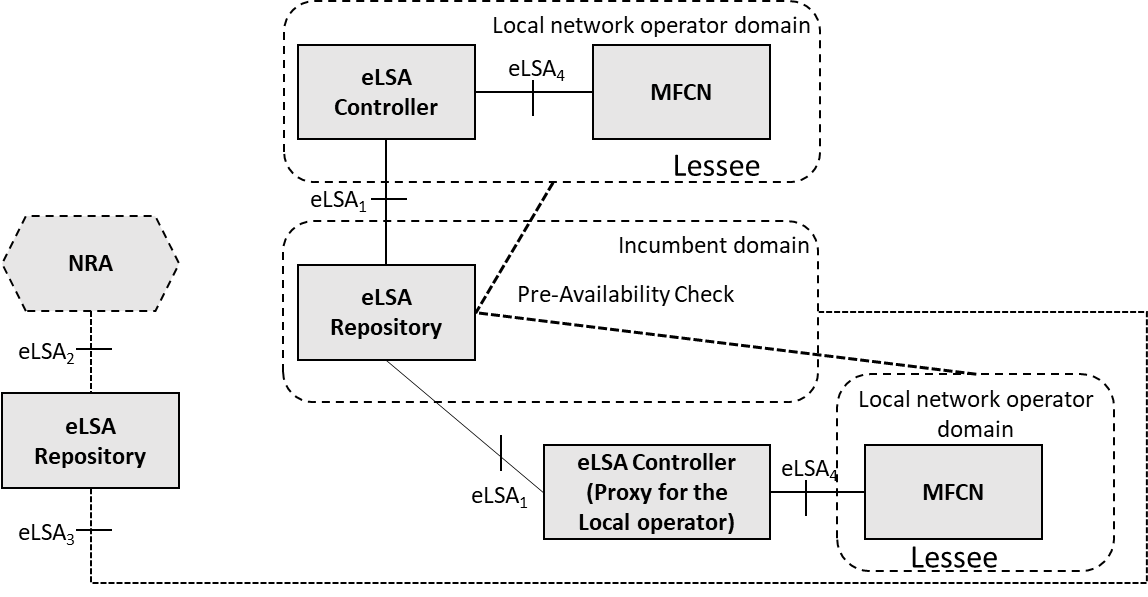 Local network operator domain
eLSA
Controller
eLSA₄
MFCN
Lessee
eLSA₁
Incumbent domain
NRA
eLSA
Repository
Pre-Availability Check
eLSA₂
eLSA
Repository
Local network operator
domain
eLSA Controller
(Proxy for the
Local operator)
eLSA₄
MFCN
eLSA₁
eLSA₃
Lessee